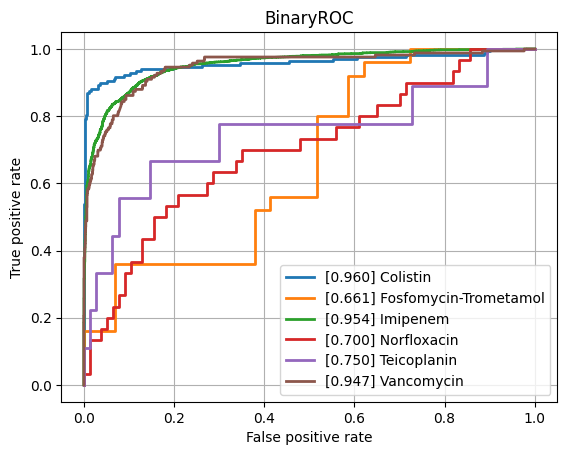 BinaryROC
True positive rate
1.0
0.8
0.6
0.4
0.2
0.0
[0.960] Colistin
[0.661] Fosfomycin-Trometamol
[0.954] Imipenem
[0.700] Norfloxacin
[0.750] Teicoplanin
[0.947] Vancomycin
0.0 0.2 0.4 0.6 0.8 1.0
False positive rate